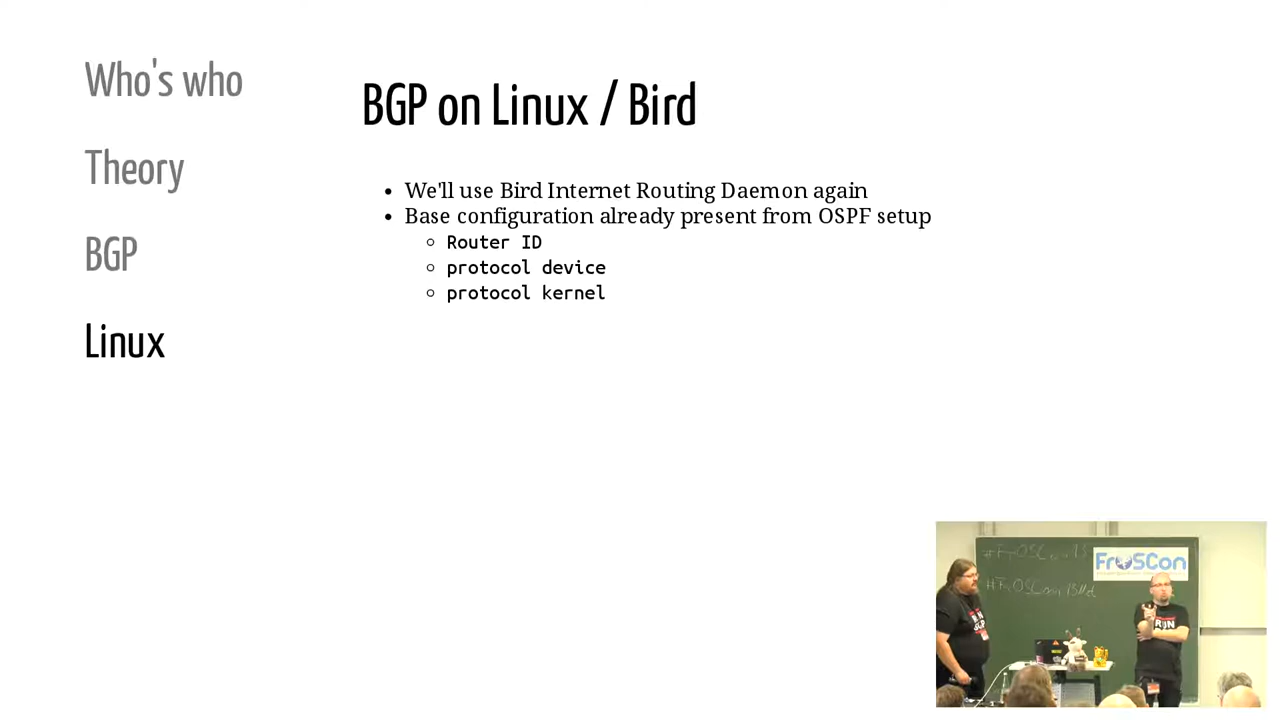 Who's who
Theory
BGP
Linux
BGP on Linux / Bird
We'll use Bird Internet Routing Daemon again
Base configuration already present from OSPF setup
Router ID
protocol device
protocol kernel
FrOSCon
#FrOSCon13